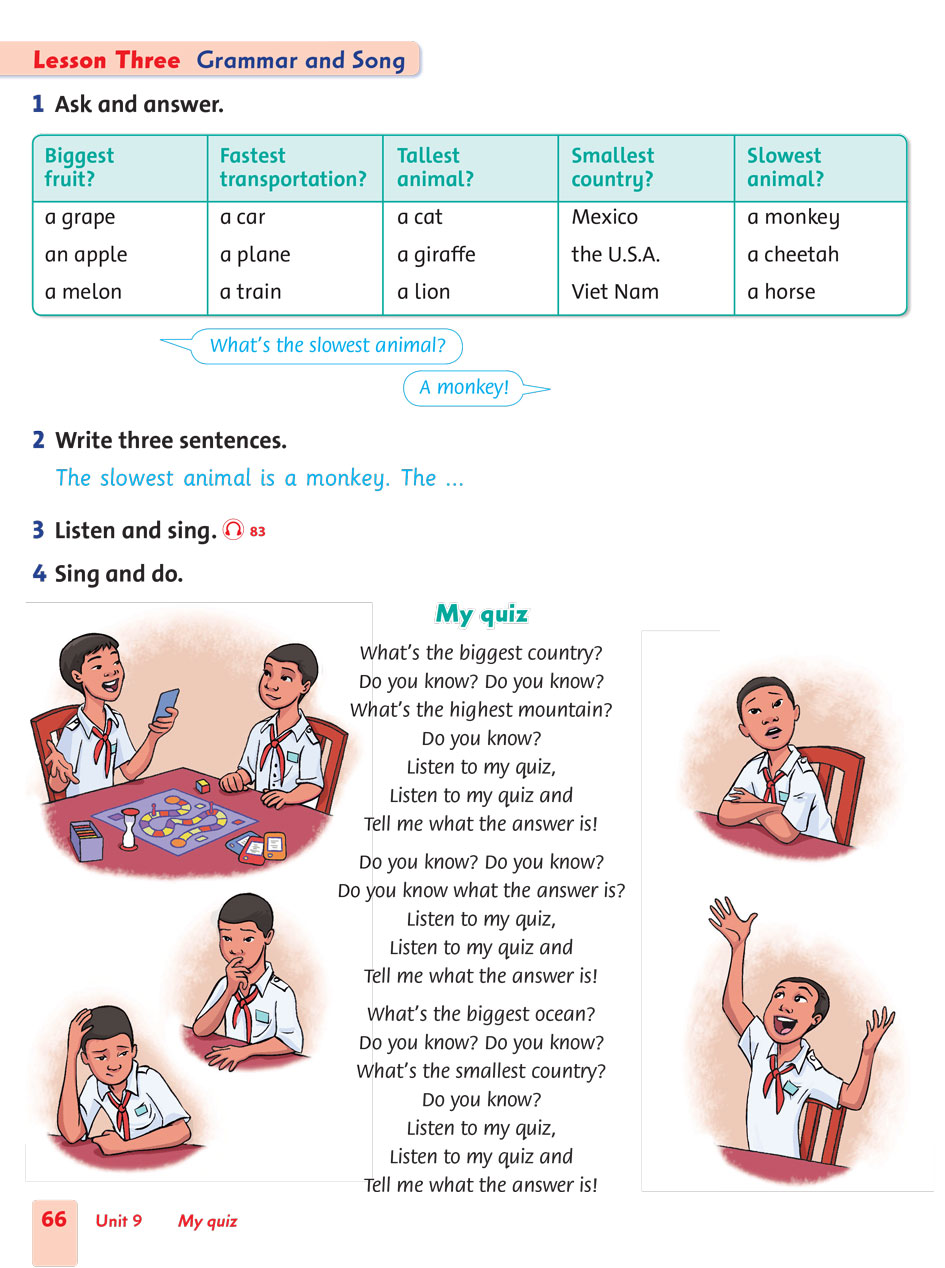 Lesson Three Grammar and Song
1 Ask and answer.
Biggest fruit? Fastest transportation? Tallest animal? Smallest country? Slowest animal?
a grape a car a cat Mexico a monkey
an apple a plane a giraffe the U.S.A. a cheetah
a melon a train a lion Viet Nam a horse
What's the slowest animal?
A monkey!
2 Write three sentences.
The slowest animal is a monkey. The ...
3 Listen and sing. 83
4 Sing and do.
My quiz
What's the biggest country?
Do you know? Do you know?
What's the highest mountain?
Do you know?
Listen to my quiz,
Listen to my quiz and
Tell me what the answer is!
Do you know? Do you know?
Do you know what the answer is?
Listen to my quiz,
Listen to my quiz and
Tell me what the answer is!
What's the biggest ocean?
Do you know? Do you know?
What's the smallest country?
Do you know?
Listen to my quiz,
Listen to my quiz and
Tell me what the answer is!
66 Unit 9 My quiz